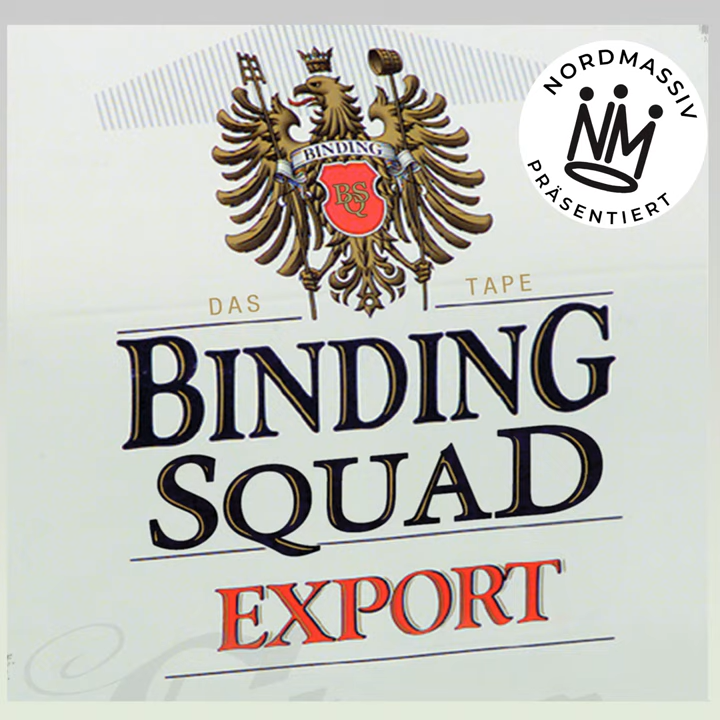 NORDMASSIV
NM
PRÄSENTIERT
BINDING
BSQ
DAS TAPE
BINDING
SQUAD
EXPORT